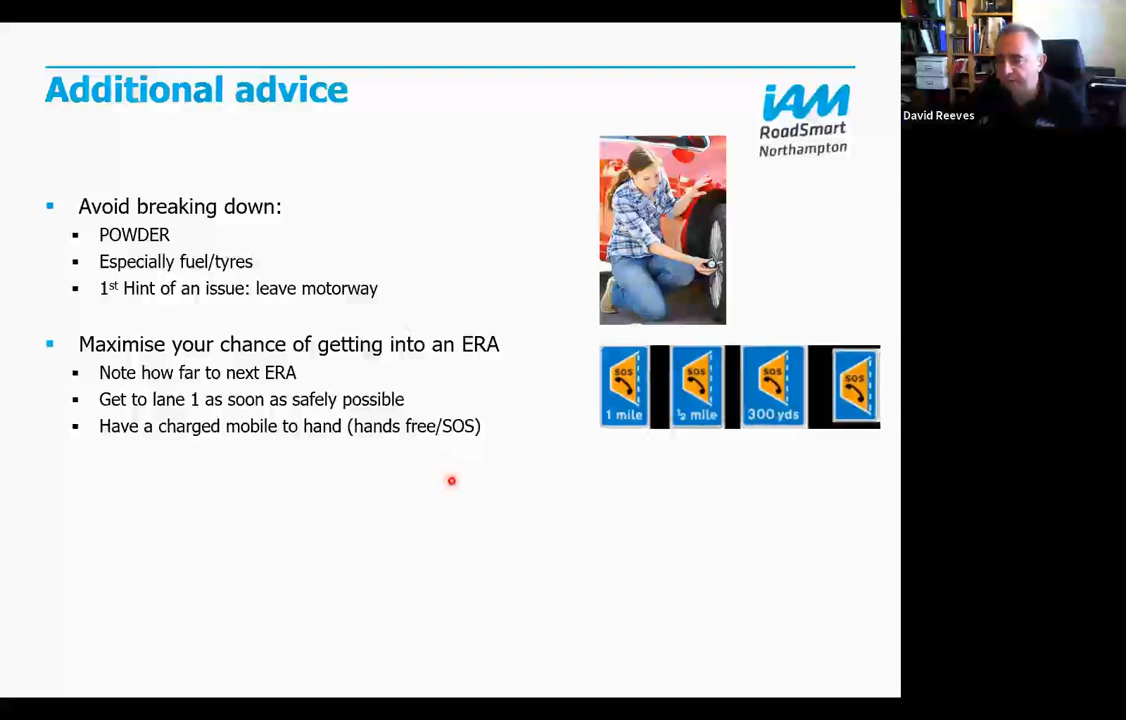 Additional advice
iAM
RoadSmart
Northampton
David Reeves
Avoid breaking down:
POWDER
Especially fuel/tyres
1st Hint of an issue: leave motorway
Maximise your chance of getting into an ERA
Note how far to next ERA
Get to lane 1 as soon as safely possible
Have a charged mobile to hand (hands free/SOS)
SOS
1 mile
SOS
½ mile
SOS
300 yds
SOS